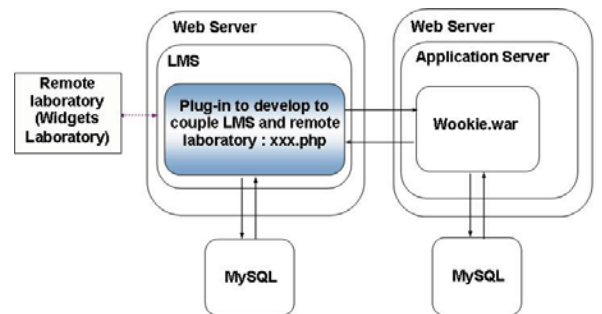 Web Server
LMS
Remote
laboratory
(Widgets
Laboratory)
Plug-in to develop to
couple LMS and remote
laboratory : xxx.php
Web Server
Application Server
Wookie.war
MySQL
MySQL